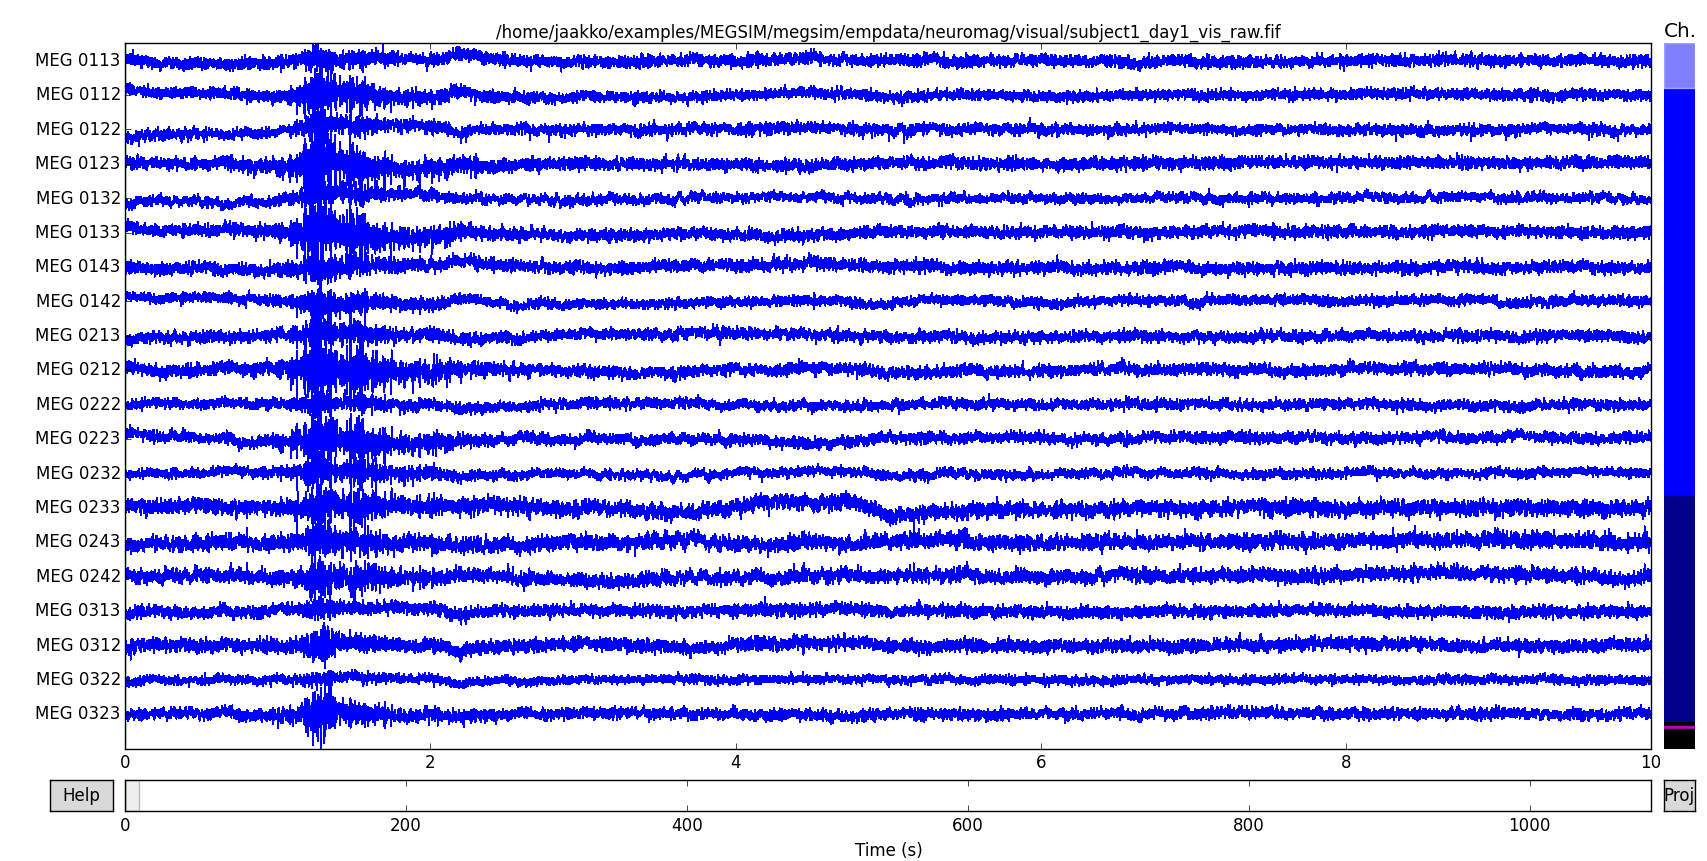 /home/jaakko/examples/MEGSIM/megsim/empdata/neuromag/visual/subject1_day1_vis_raw.fif
Ch.
MEG 0113
MEG 0112
MEG 0122
MEG 0123
MEG 0132
MEG 0133
MEG 0143
MEG 0142
MEG 0213
MEG 0212
MEG 0222
MEG 0223
MEG 0232
MEG 0233
MEG 0243
MEG 0242
MEG 0313
MEG 0312
MEG 0322
MEG 0323
0 2 4 6 8 10
Help
Proj
0 200 400 600 800 1000
Time (s)